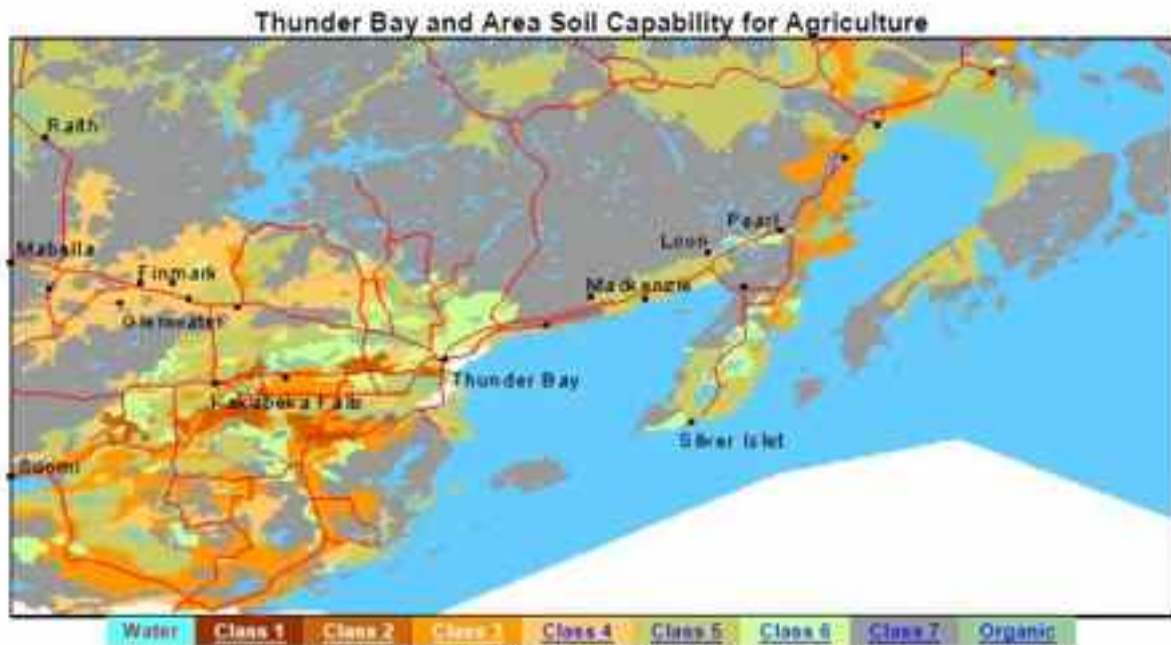 Thunder Bay and Area Soil Capability for Agriculture
Raith
Pearl
Loon
Mabella
Finmark
Mackenzie
Glenwater
Thunder Bay
Kakabeka Falls
Silver Islet
Suomi
Water Class 1 Class 2 Class 3 Class 4 Class 5 Class 6 Class 7 Organic